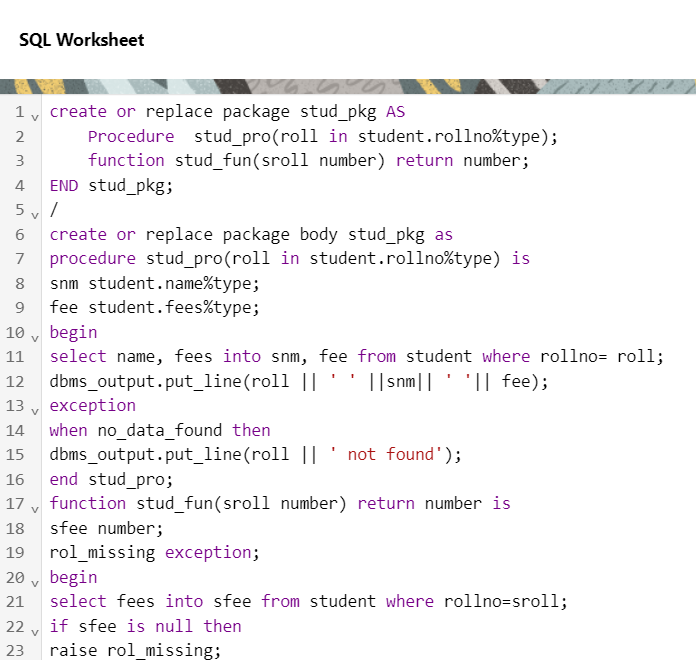 SQL Worksheet
1 create or replace package stud_pkg AS
2 Procedure  stud_pro(roll in student.rollno%type);
3 function stud_fun(sroll number) return number;
4 END stud_pkg;
5 /
6 create or replace package body stud_pkg as
7 procedure stud_pro(roll in student.rollno%type) is
8 snm student.name%type;
9 fee student.fees%type;
10 begin
11 select name, fees into snm, fee from student where rollno= roll;
12 dbms_output.put_line(roll || ' ' ||snm|| ' '|| fee);
13 exception
14 when no_data_found then
15 dbms_output.put_line(roll || ' not found');
16 end stud_pro;
17 function stud_fun(sroll number) return number is
18 sfee number;
19 rol_missing exception;
20 begin
21 select fees into sfee from student where rollno=sroll;
22 if sfee is null then
23 raise rol_missing;